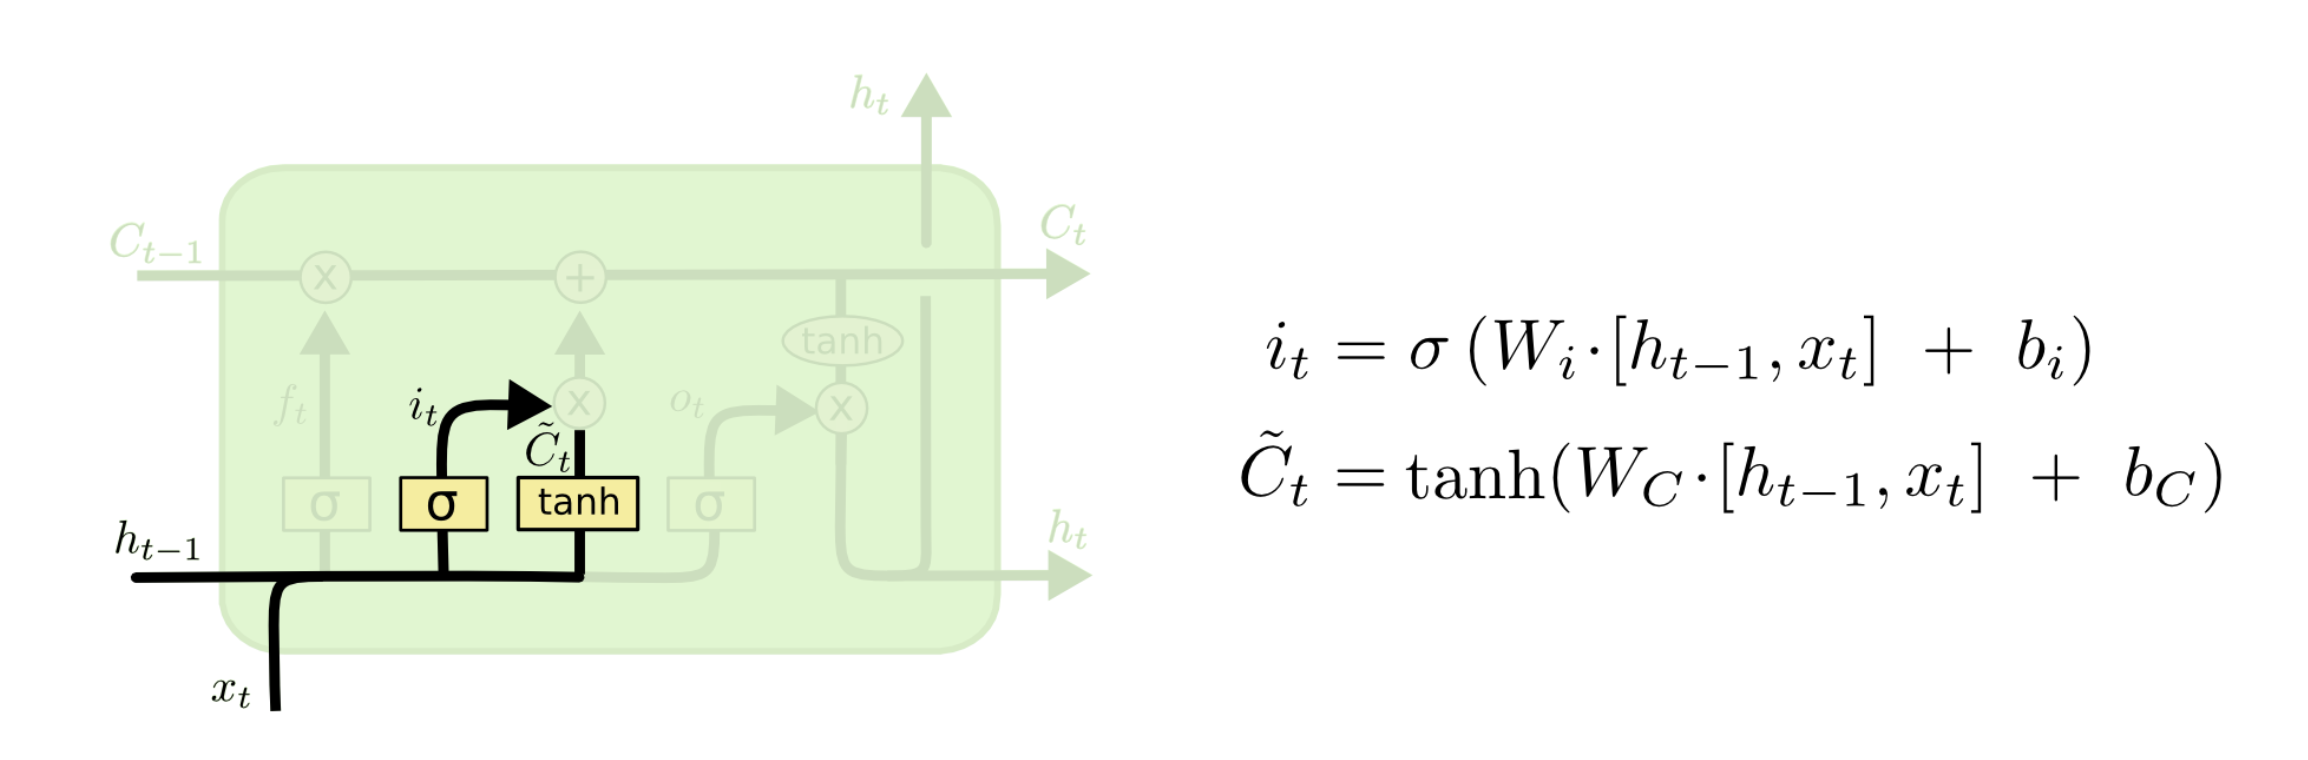 h_t
C_{t-1}
C_t
x
+
tanh
f_t
i_t
x
o_t
x
C̃_t
σ
σ
tanh
σ
h_{t-1}
h_t
x_t
i_t = σ (W_i·[h_{t-1}, x_t] + b_i)
C̃_t = tanh(W_C·[h_{t-1}, x_t] + b_C)